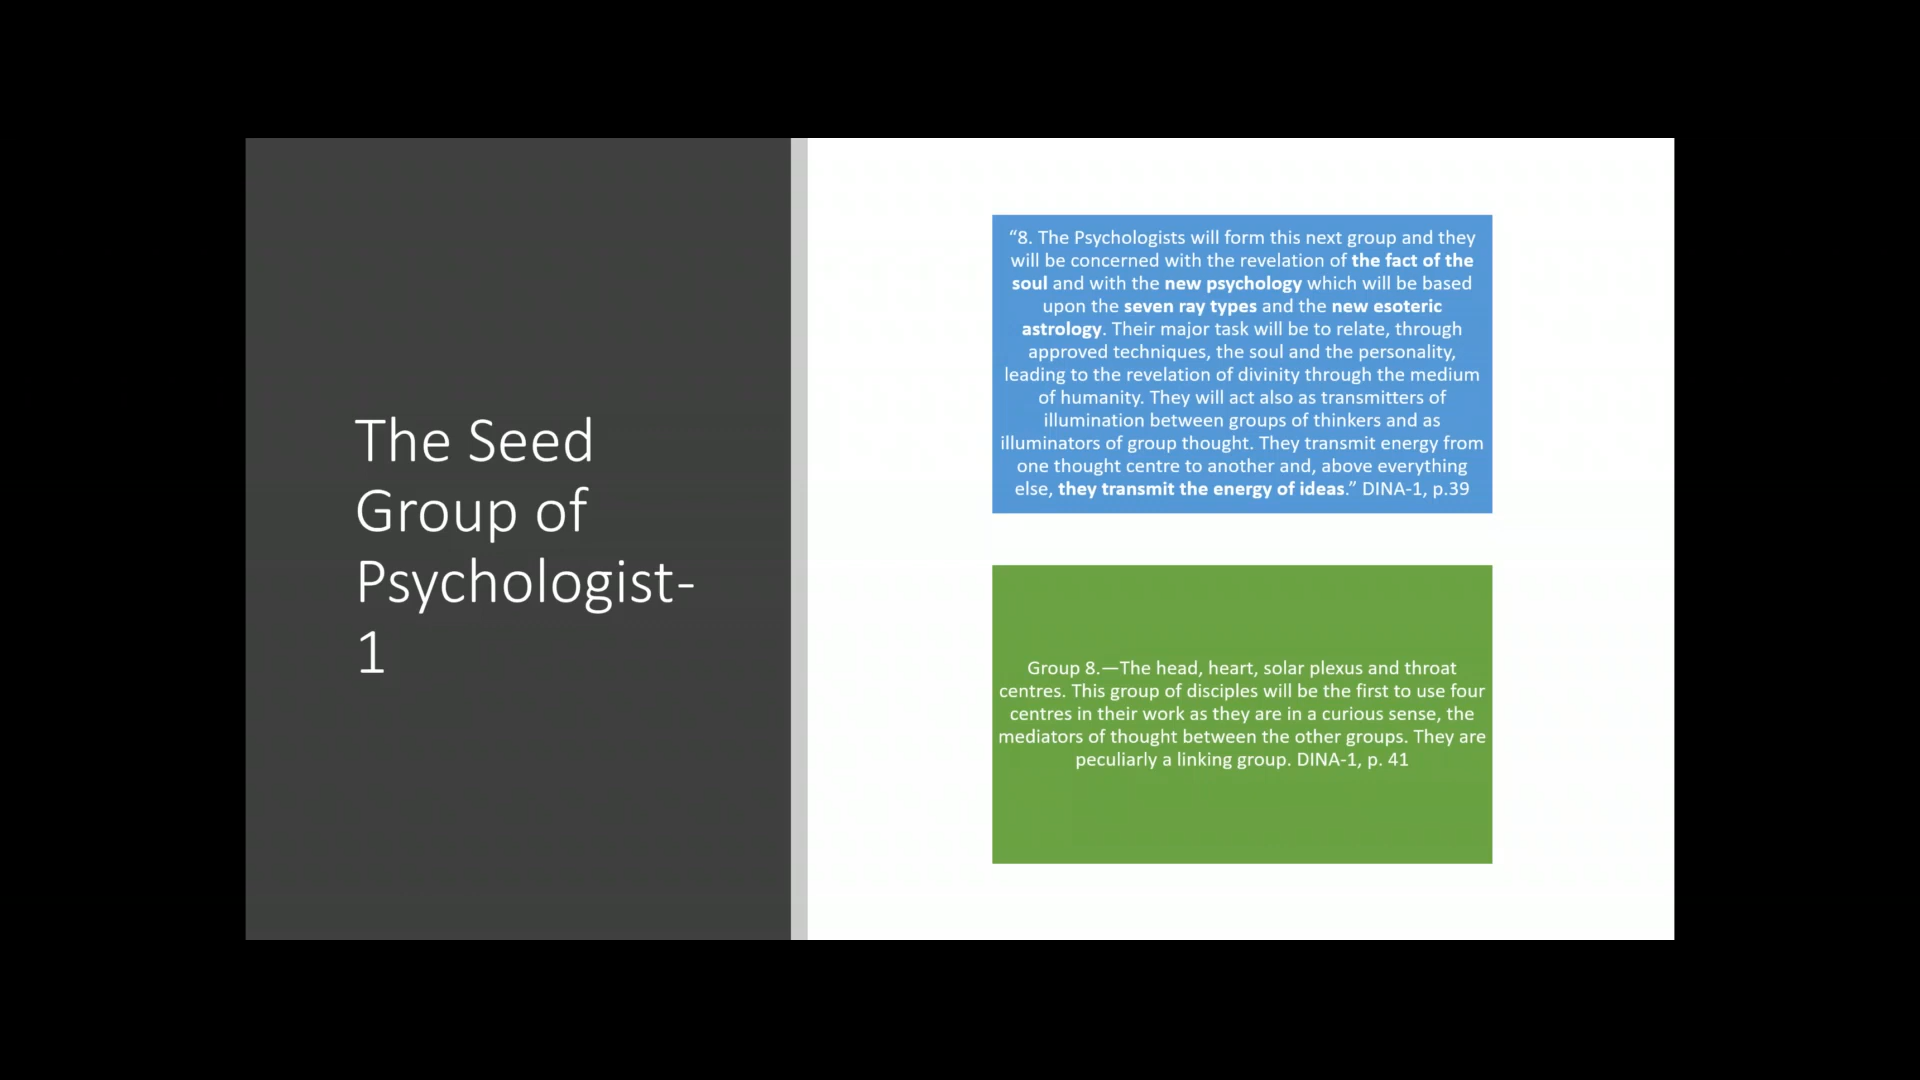 The Seed
Group of
Psychologist-
1
“8. The Psychologists will form this next group and they
will be concerned with the revelation of the fact of the
soul and with the new psychology which will be based
upon the seven ray types and the new esoteric
astrology. Their major task will be to relate, through
approved techniques, the soul and the personality,
leading to the revelation of divinity through the medium
of humanity. They will act also as transmitters of
illumination between groups of thinkers and as
illuminators of group thought. They transmit energy from
one thought centre to another and, above everything
else, they transmit the energy of ideas.” DINA-1, p.39
Group 8.—The head, heart, solar plexus and throat
centres. This group of disciples will be the first to use four
centres in their work as they are in a curious sense, the
mediators of thought between the other groups. They are
peculiarly a linking group. DINA-1, p. 41